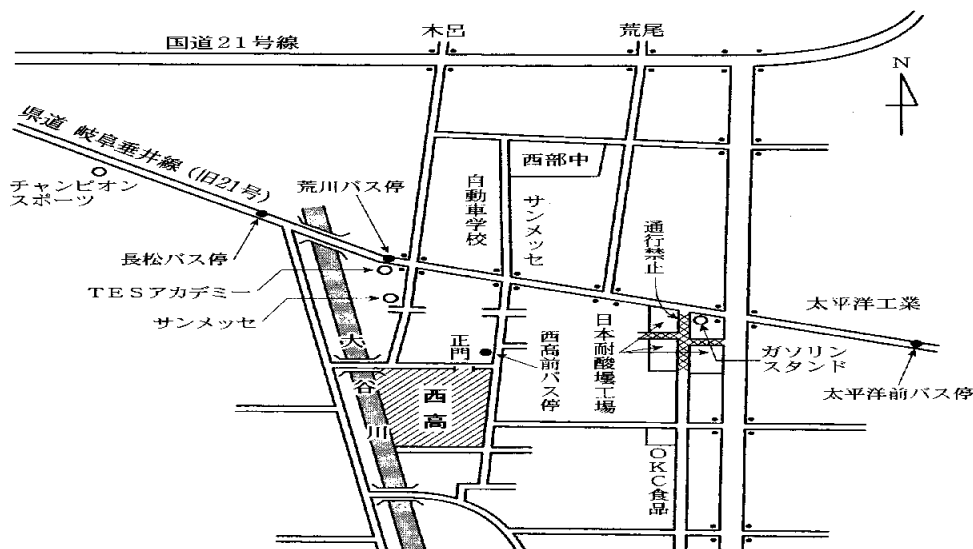 木呂
荒尾
国道21号線
N
県道 岐阜垂井線 (旧21号)
西部中
チャンピオン
スポーツ
荒川バス停
自動車学校
サンメッセ
通行禁止
長松バス停
TESアカデミー
サンメッセ
太平洋工業
大谷川
正門
西高前バス停
日本耐酸壜工場
ガソリン
スタンド
西高
太平洋前バス停
OKC食品